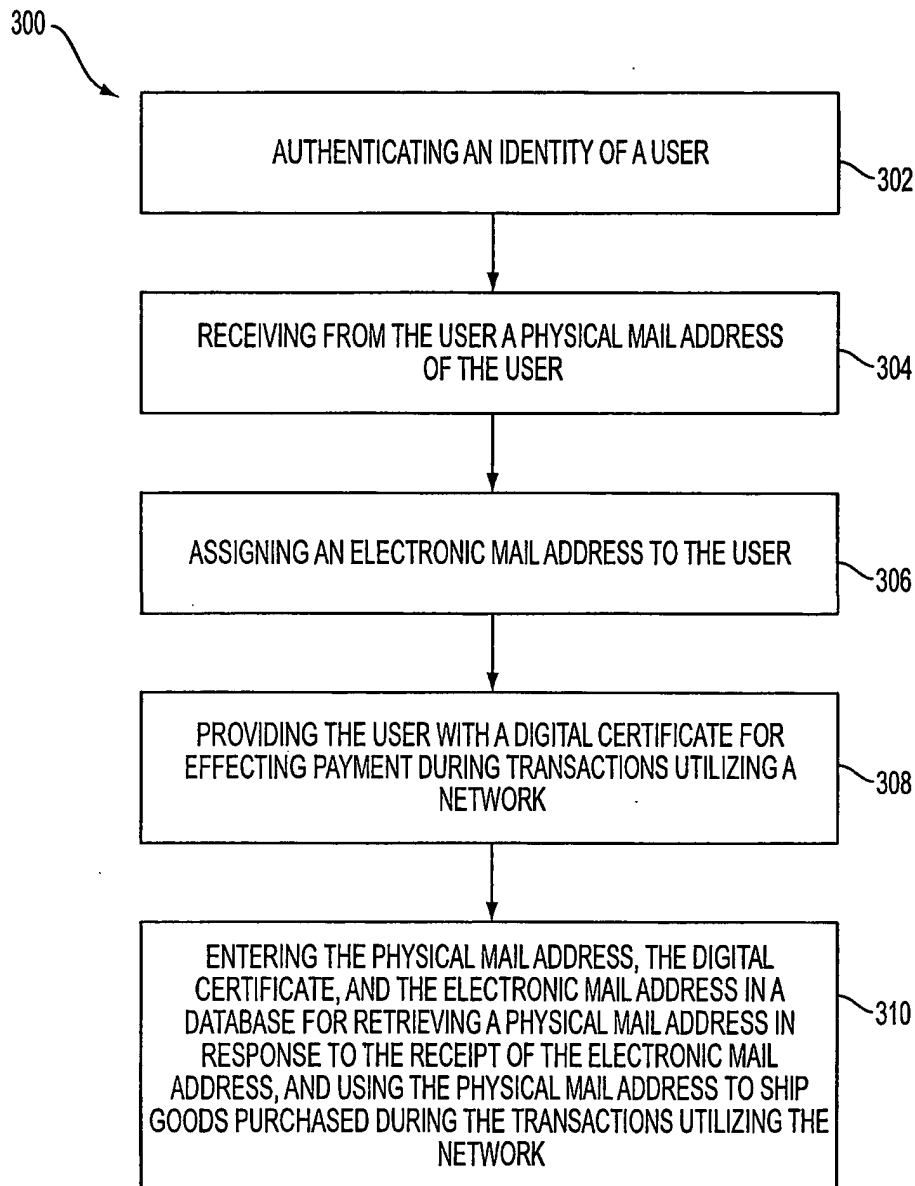 300
AUTHENTICATING AN IDENTITY OF A USER
302
RECEIVING FROM THE USER A PHYSICAL MAIL ADDRESS
OF THE USER
304
ASSIGNING AN ELECTRONIC MAIL ADDRESS TO THE USER
306
PROVIDING THE USER WITH A DIGITAL CERTIFICATE FOR
EFFECTING PAYMENT DURING TRANSACTIONS UTILIZING A
NETWORK
308
ENTERING THE PHYSICAL MAIL ADDRESS, THE DIGITAL
CERTIFICATE, AND THE ELECTRONIC MAIL ADDRESS IN A
DATABASE FOR RETRIEVING A PHYSICAL MAIL ADDRESS IN
RESPONSE TO THE RECEIPT OF THE ELECTRONIC MAIL
ADDRESS, AND USING THE PHYSICAL MAIL ADDRESS TO SHIP
GOODS PURCHASED DURING THE TRANSACTIONS UTILIZING THE
NETWORK
310